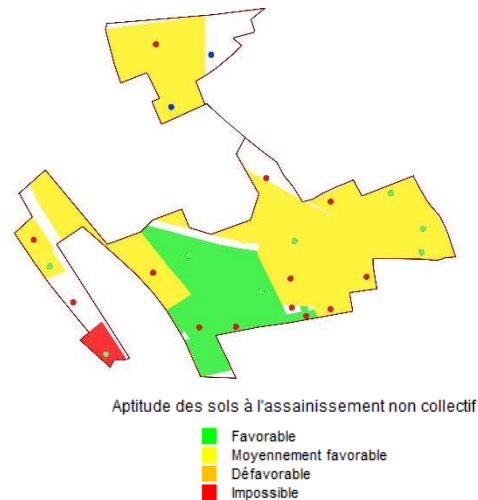 Aptitude des sols à l'assainissement non collectif
Favorable
Moyennement favorable
Défavorable
Impossible